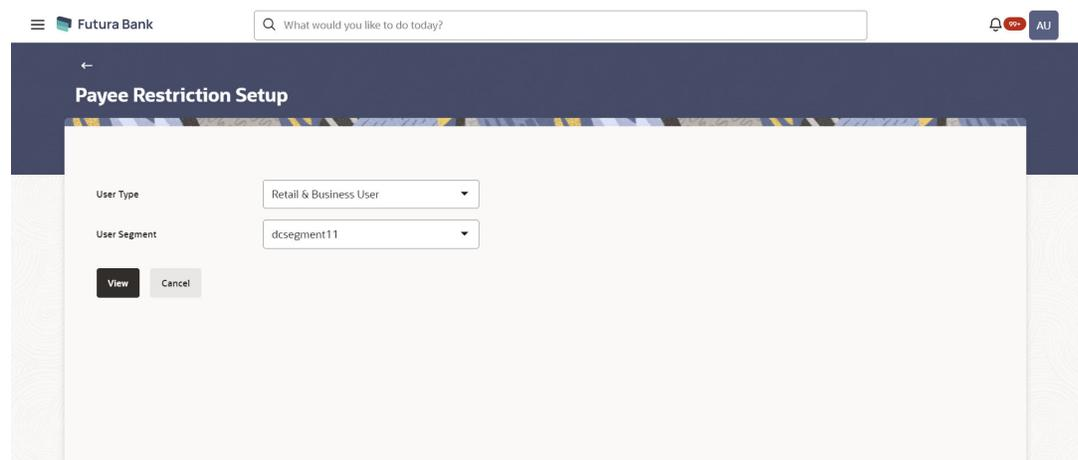 Futura Bank
What would you like to do today?
99+
AU
Payee Restriction Setup
User Type
Retail & Business User
User Segment
dcsegment11
View
Cancel